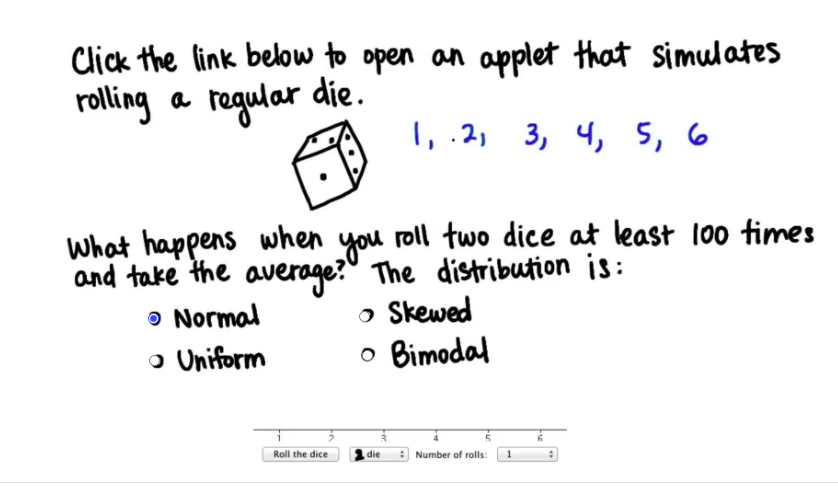 Click the link below to open an applet that simulates
rolling a regular die.
1, 2, 3, 4, 5, 6
What happens when you roll two dice at least 100 times
and take the average? The distribution is:
Normal Skewed
Uniform Bimodal
1 2 3 4 5 6
Roll the dice 2 die Number of rolls: 1